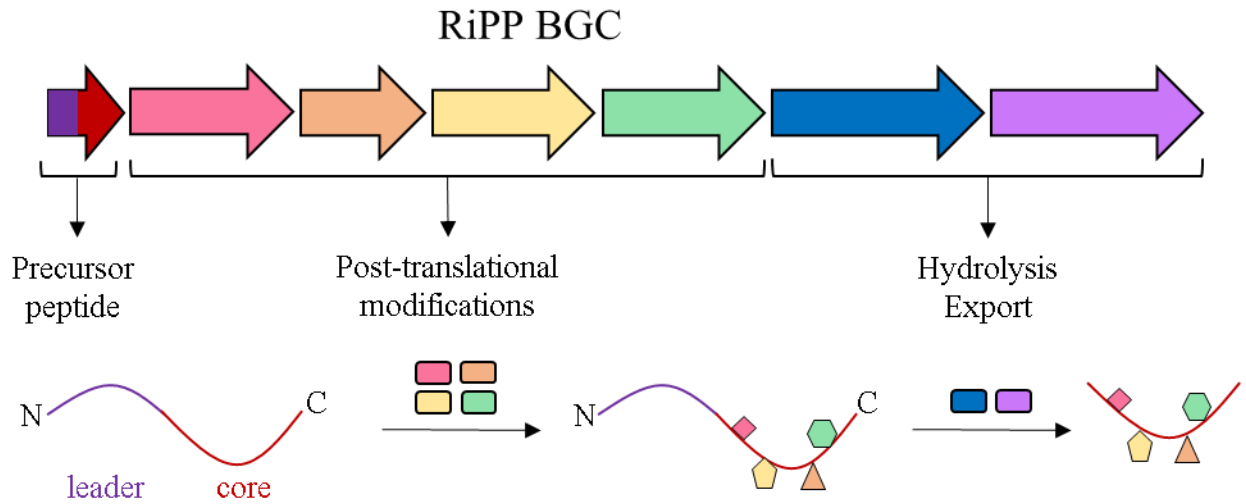 RiPP BGC
Precursor
peptide
Post-translational
modifications
Hydrolysis
Export
N
C
leader
core
N
C